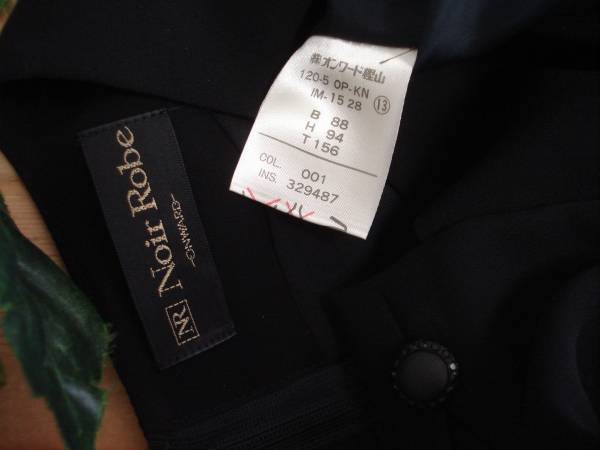 ㈱オンワード樫山
120-5 OP-KN
IM-15 28 ⑬
B 88
H 94
T 156
COL. 001
INS. 329487
NR Noir Robe
ONWARD